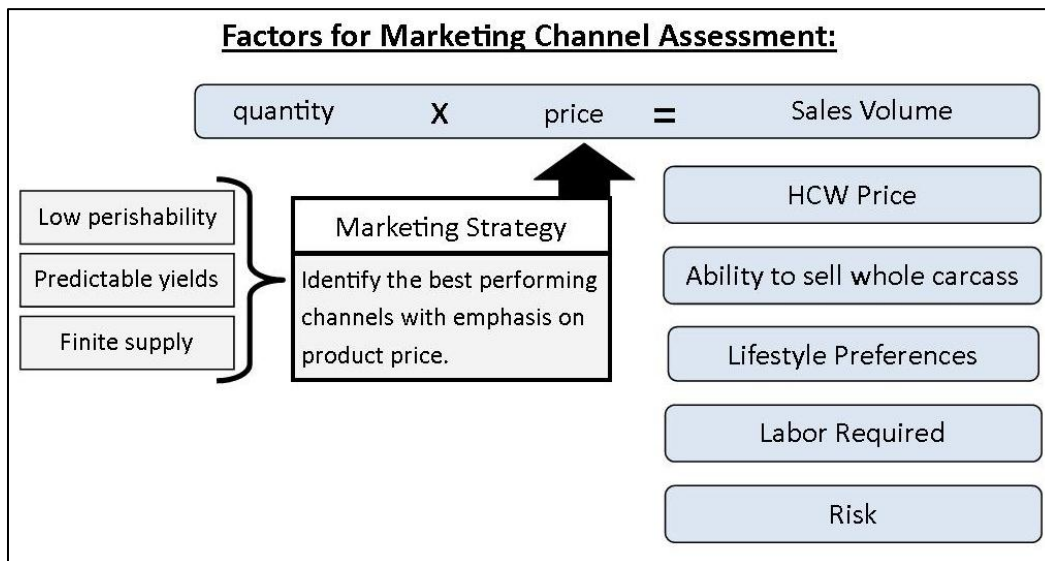 Factors for Marketing Channel Assessment:
quantity X price = Sales Volume
Low perishability
Predictable yields
Finite supply
Marketing Strategy
Identify the best performing
channels with emphasis on
product price.
HCW Price
Ability to sell whole carcass
Lifestyle Preferences
Labor Required
Risk